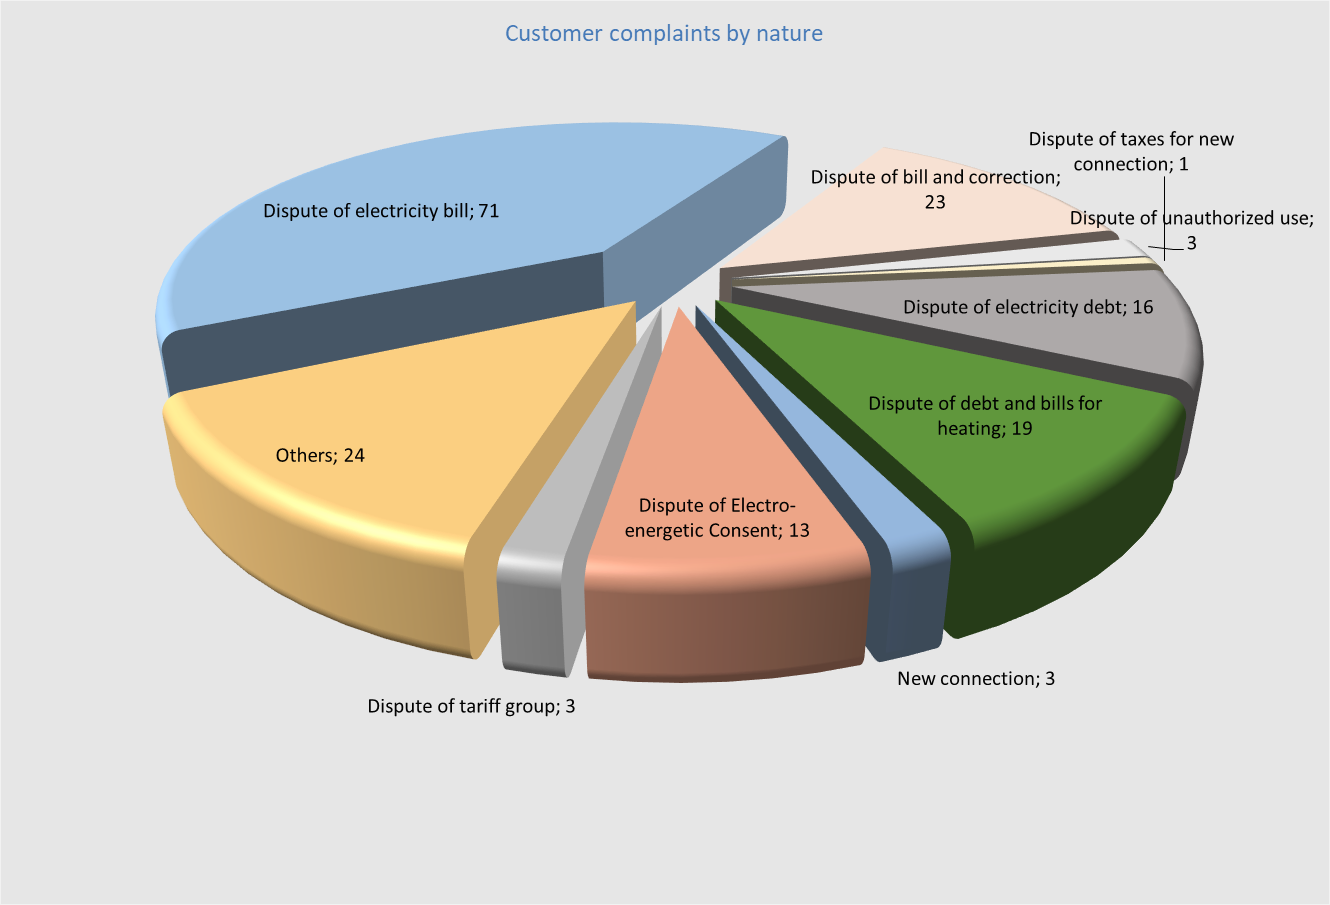 Customer complaints by nature
Dispute of taxes for new
connection; 1
Dispute of bill and correction;
23
Dispute of electricity bill; 71
Dispute of unauthorized use;
3
Dispute of electricity debt; 16
Dispute of debt and bills for
heating; 19
Others; 24
Dispute of Electro-
energetic Consent; 13
New connection; 3
Dispute of tariff group; 3